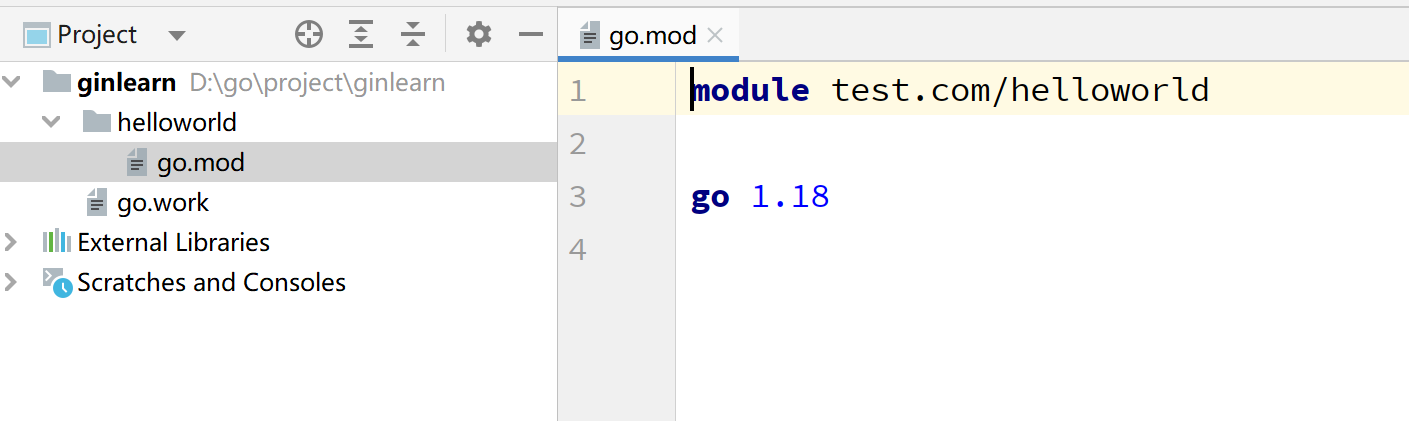 Project
ginlearn D:\go\project\ginlearn
helloworld
go.mod
go.work
External Libraries
Scratches and Consoles
go.mod
1 module test.com/helloworld
2
3 go 1.18
4